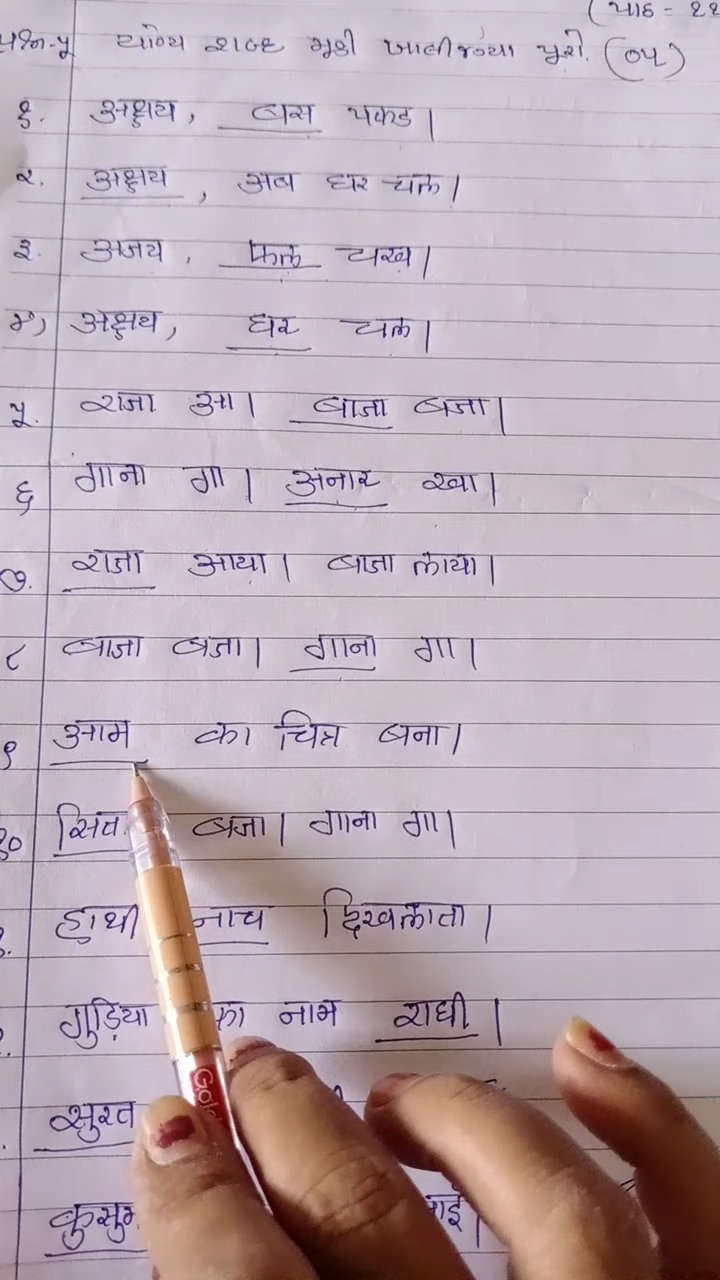 (પાઠ - ૨૨
પ્રશ્ન-૫ યોગ્ય શબ્દ મૂકી ખાલીજગ્યા પૂરો. (૦૫)
१. अक्षय, बस पकड।
२. अक्षय, अब घर चल।
३. अजय, फल चख।
४) अक्षय, घर चल।
५. राजा आ। बाजा बजा।
६ गाना गा। अनार खा।
७. राजा आया। बाजा लाया।
८ बाजा बजा। गाना गा।
९ आम का चित्र बना।
१० बजा। गाना गा।
हाथी नाच दिखलाता।
गुड़िया का नाम राधी।
सुख